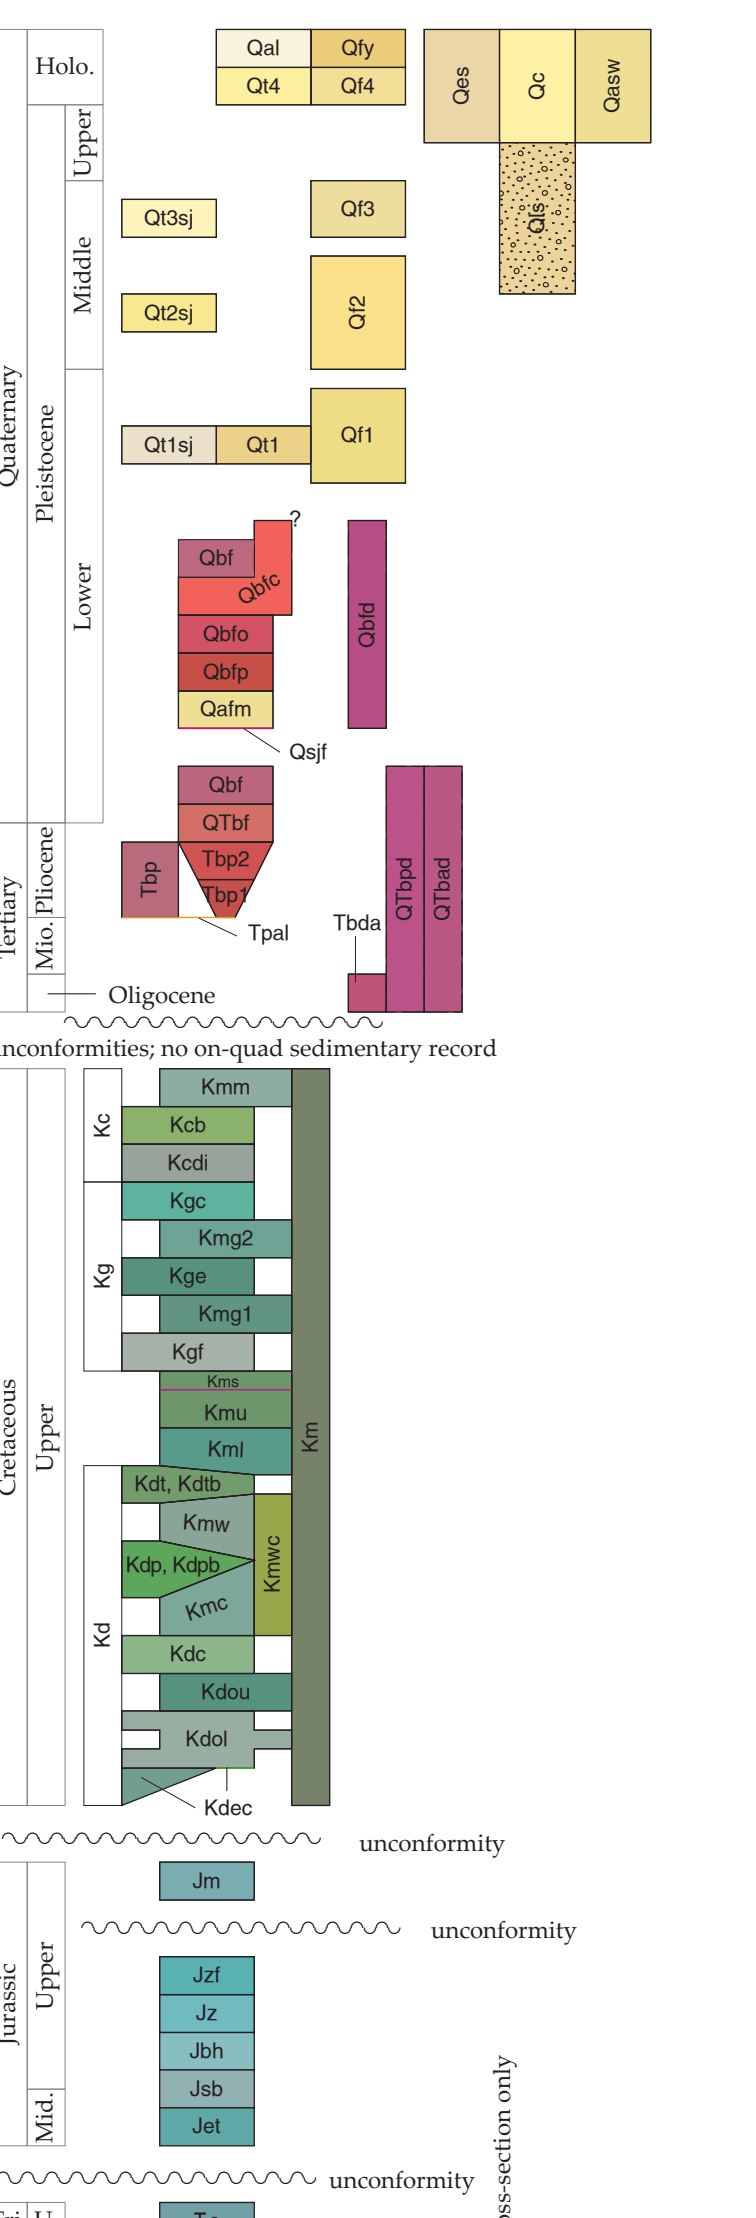 Holo.
Qal
Qfy
Qt4
Qf4
Qes
Qc
Qasw
Qls
Quaternary
Pleistocene
Upper
Middle
Lower
Qt3sj
Qf3
Qt2sj
Qf2
Qt1sj
Qt1
Qf1
?
Qbf
Qbfc
Qbfo
Qbfp
Qafm
Qsjf
Qbfd
Qbf
QTbf
Tbp2
Tbp1
Tbp
Tpal
Tbda
QTbpd
QTbad
Tertiary
Pliocene
Mio.
Oligocene
nconformities; no on-quad sedimentary record
Cretaceous
Upper
Kc
Kmm
Kcb
Kcdi
Kg
Kgc
Kmg2
Kge
Kmg1
Kgf
Kms
Kmu
Kml
Km
Kd
Kdt, Kdtb
Kmw
Kdp, Kdpb
Kmc
Kmwc
Kdc
Kdou
Kdol
Kdec
unconformity
Jurassic
Upper
Mid.
Jm
unconformity
Jzf
Jz
Jbh
Jsb
Jet
oss-section only
unconformity